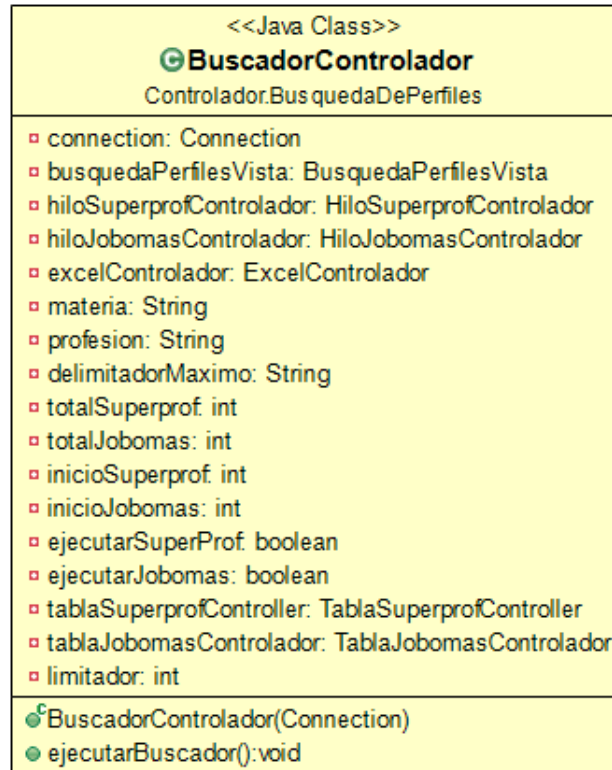 <<Java Class>>
BuscadorControlador
Controlador.BusquedaDePerfiles
connection: Connection
busquedaPerfilesVista: BusquedaPerfilesVista
hiloSuperprofControlador: HiloSuperprofControlador
hiloJobomasControlador: HiloJobomasControlador
excelControlador: ExcelControlador
materia: String
profesion: String
delimitadorMaximo: String
totalSuperprof: int
totalJobomas: int
inicioSuperprof: int
inicioJobomas: int
ejecutarSuperProf: boolean
ejecutarJobomas: boolean
tablaSuperprofController: TablaSuperprofController
tablaJobomasControlador: TablaJobomasControlador
limitador: int
BuscadorControlador(Connection)
ejecutarBuscador():void